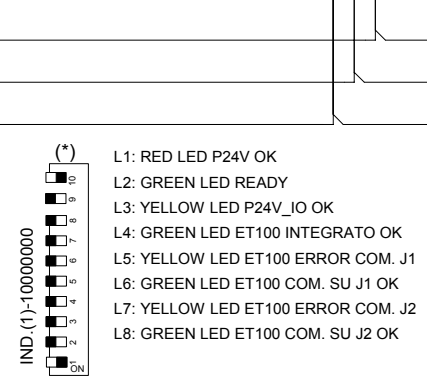 (*)
10
9
8
7
6
5
4
3
2
1
ON
IND.(1)-10000000
L1: RED LED P24V OK
L2: GREEN LED READY
L3: YELLOW LED P24V_IO OK
L4: GREEN LED ET100 INTEGRATO OK
L5: YELLOW LED ET100 ERROR COM. J1
L6: GREEN LED ET100 COM. SU J1 OK
L7: YELLOW LED ET100 ERROR COM. J2
L8: GREEN LED ET100 COM. SU J2 OK